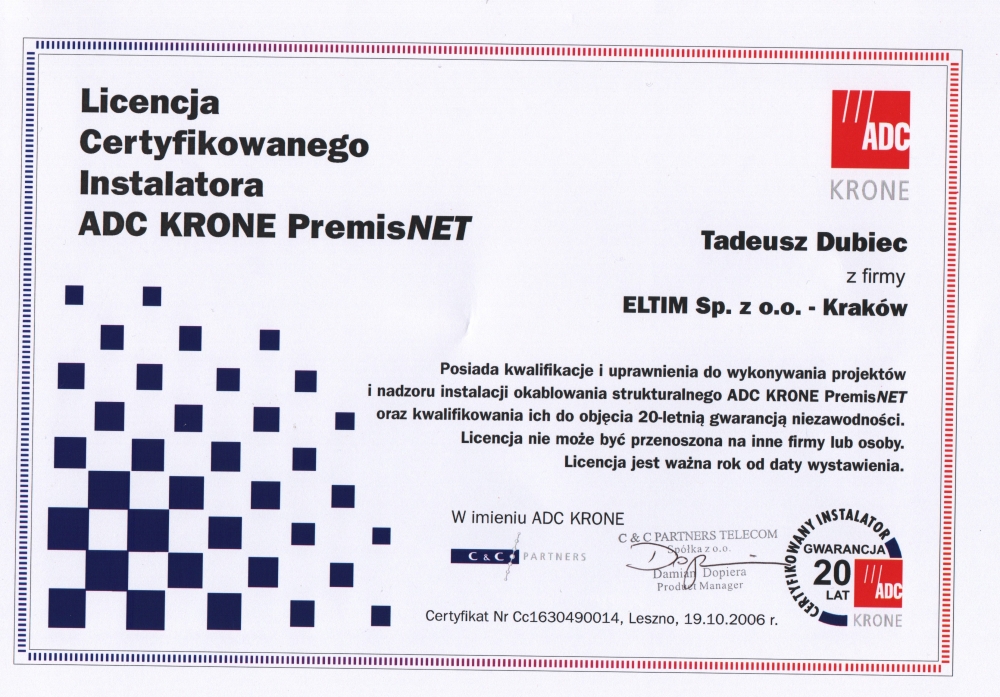 Licencja
Certyfikowanego
Instalatora
ADC KRONE PremisNET
ADC
KRONE
Tadeusz Dubiec
z firmy
ELTIM Sp. z o.o. - Kraków
Posiada kwalifikacje i uprawnienia do wykonywania projektów
i nadzoru instalacji okablowania strukturalnego ADC KRONE PremisNET
oraz kwalifikowania ich do objęcia 20-letnią gwarancją niezawodności.
Licencja nie może być przenoszona na inne firmy lub osoby.
Licencja jest ważna rok od daty wystawienia.
W imieniu ADC KRONE
C & C PARTNERS
C & C PARTNERS TELECOM
Spółka z o.o.
Damian Dopiera
Product Manager
CERTYFIKOWANY INSTALATOR
GWARANCJA
20
LAT
ADC
KRONE
Certyfikat Nr Cc1630490014, Leszno, 19.10.2006 r.